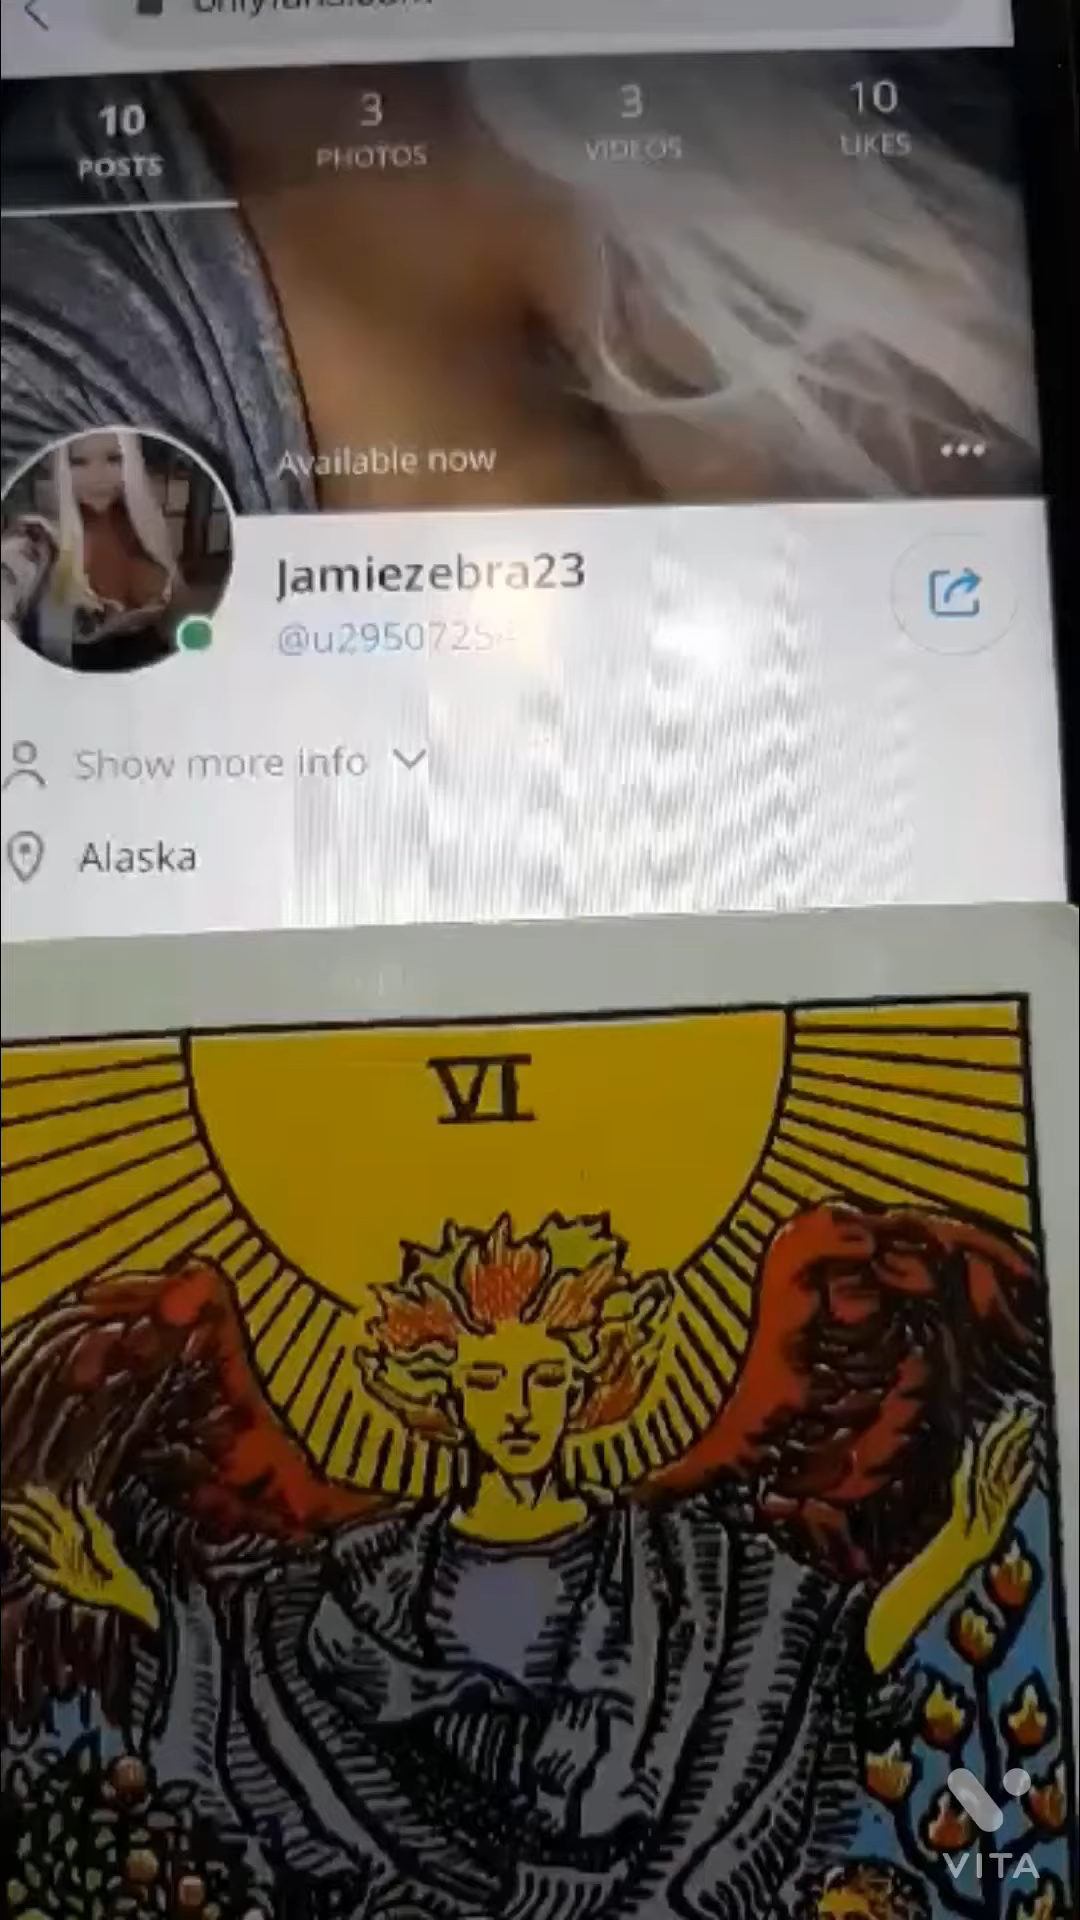 10 3 3 10
POSTS PHOTOS VIDEOS LIKES
Available now
Jamiezebra23
Show more info
Alaska
VI
VITA